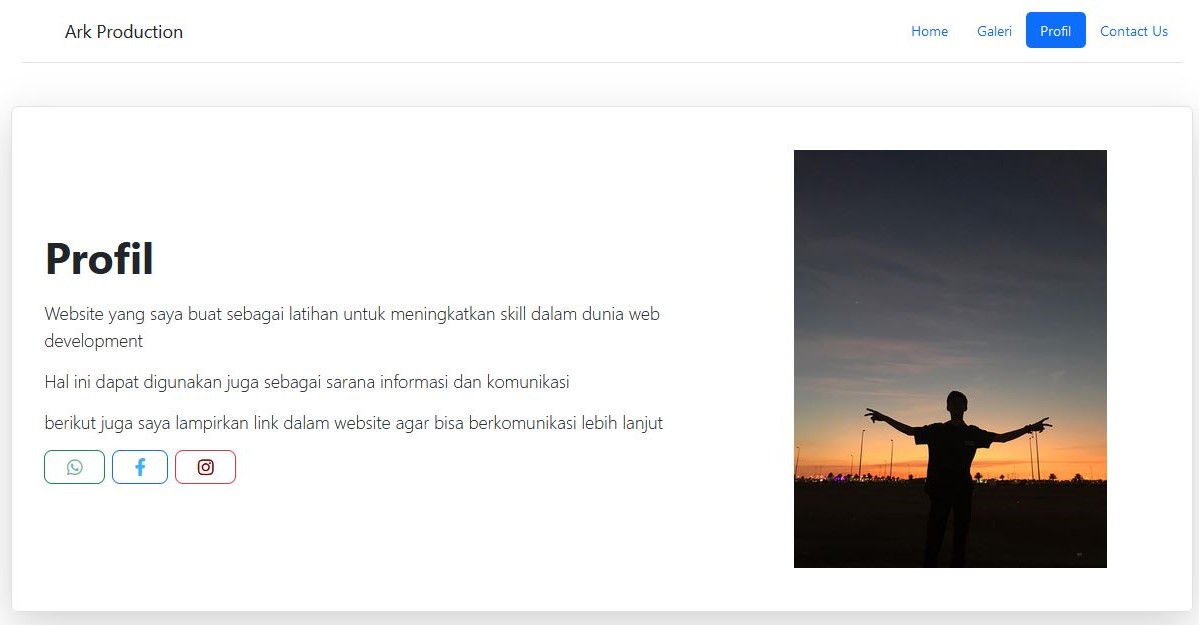 Ark Production
Home
Galeri
Profil
Contact Us
Profil
Website yang saya buat sebagai latihan untuk meningkatkan skill dalam dunia web
development
Hal ini dapat digunakan juga sebagai sarana informasi dan komunikasi
berikut juga saya lampirkan link dalam website agar bisa berkomunikasi lebih lanjut